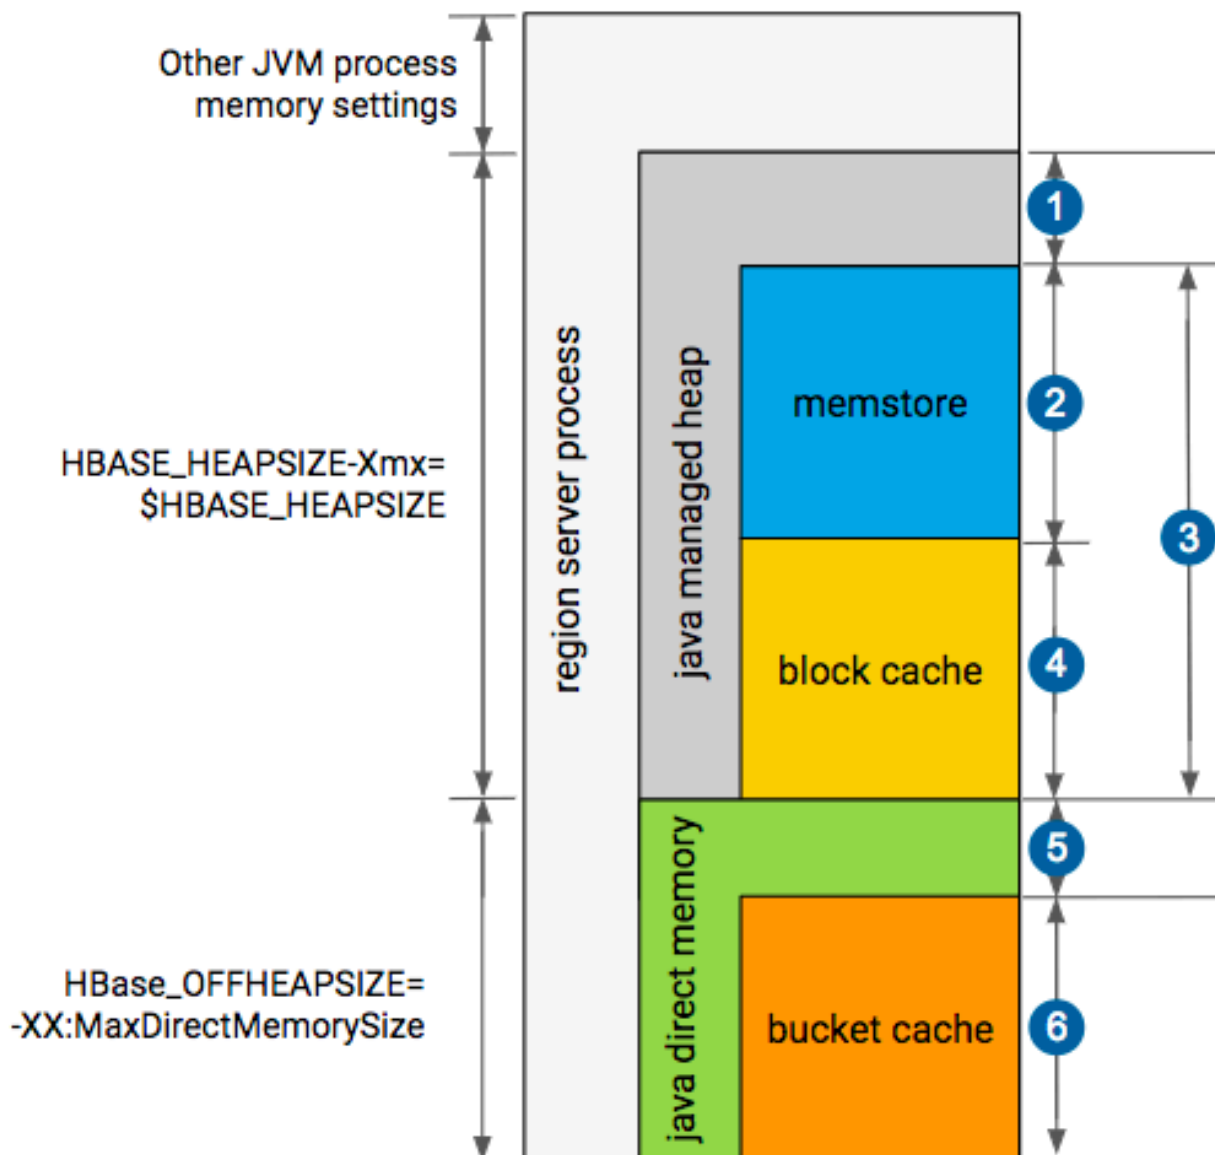 Other JVM process
memory settings
1
memstore
2
region server process
java managed heap
HBASE_HEAPSIZE-Xmx=
$HBASE_HEAPSIZE
3
block cache
4
5
java direct memory
HBase_OFFHEAPSIZE=
-XX:MaxDirectMemorySize
bucket cache
6